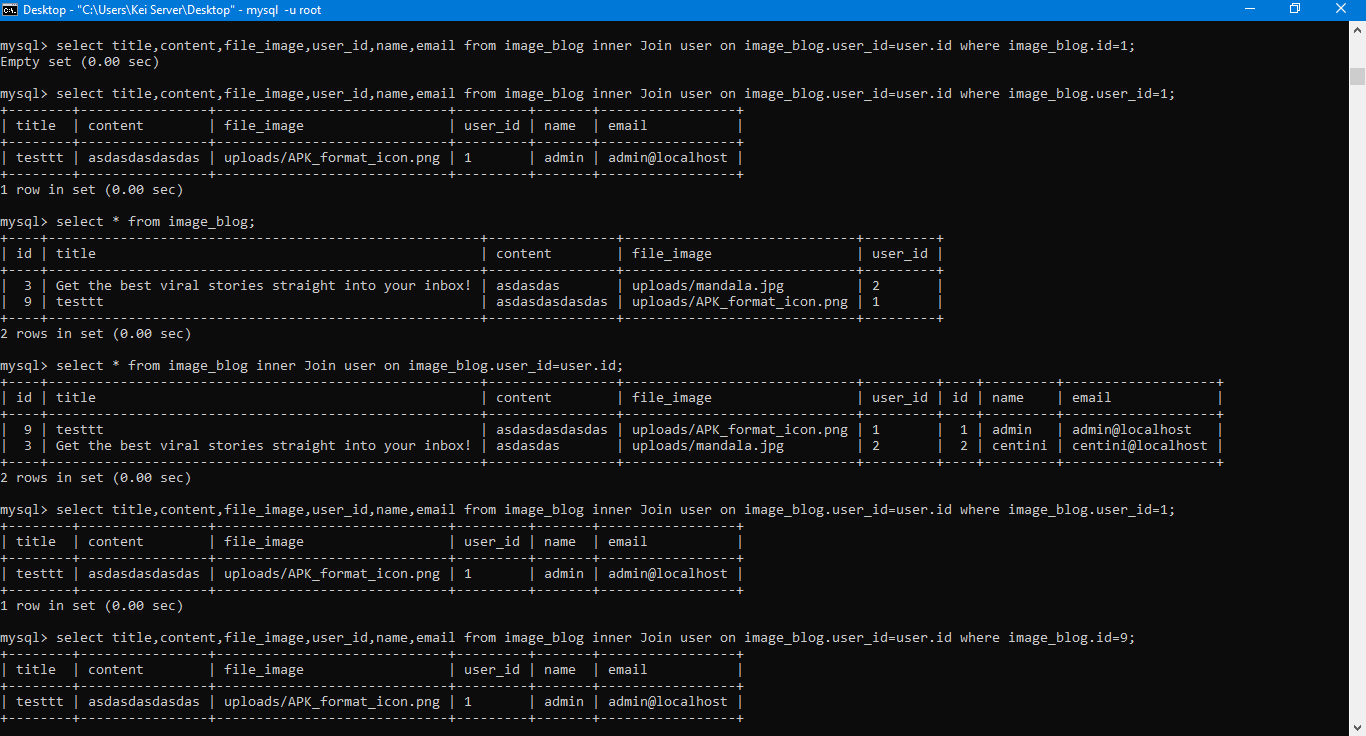 Desktop - "C:\Users\Kei Server\Desktop" - mysql -u root
mysql> select title,content,file_image,user_id,name,email from image_blog inner Join user on image_blog.user_id=user.id where image_blog.id=1;
Empty set (0.00 sec)
mysql> select title,content,file_image,user_id,name,email from image_blog inner Join user on image_blog.user_id=user.id where image_blog.user_id=1;
+--------+--------------+----------------------------+---------+-------+-----------------+
| title  | content      | file_image                 | user_id | name  | email           |
+--------+--------------+----------------------------+---------+-------+-----------------+
| testtt | asdasdasdasdas | uploads/APK_format_icon.png | 1       | admin | admin@localhost |
+--------+--------------+----------------------------+---------+-------+-----------------+
1 row in set (0.00 sec)
mysql> select * from image_blog;
+----+------------------------------------------------------+----------------+-----------------------------+---------+
| id | title                                                | content        | file_image                  | user_id |
+----+------------------------------------------------------+----------------+-----------------------------+---------+
|  3 | Get the best viral stories straight into your inbox! | asdasdas       | uploads/mandala.jpg         | 2       |
|  9 | testtt                                               | asdasdasdasdas | uploads/APK_format_icon.png | 1       |
+----+------------------------------------------------------+----------------+-----------------------------+---------+
2 rows in set (0.00 sec)
mysql> select * from image_blog inner Join user on image_blog.user_id=user.id;
+----+------------------------------------------------------+----------------+-----------------------------+---------+----+---------+-------------------+
| id | title                                                | content        | file_image                  | user_id | id | name    | email             |
+----+------------------------------------------------------+----------------+-----------------------------+---------+----+---------+-------------------+
|  9 | testtt                                               | asdasdasdasdas | uploads/APK_format_icon.png | 1       |  1 | admin   | admin@localhost   |
|  3 | Get the best viral stories straight into your inbox! | asdasdas       | uploads/mandala.jpg         | 2       |  2 | centini | centini@localhost |
+----+------------------------------------------------------+----------------+-----------------------------+---------+----+---------+-------------------+
2 rows in set (0.00 sec)
mysql> select title,content,file_image,user_id,name,email from image_blog inner Join user on image_blog.user_id=user.id where image_blog.user_id=1;
+--------+----------------+-----------------------------+---------+-------+-----------------+
| title  | content        | file_image                  | user_id | name  | email           |
+--------+----------------+-----------------------------+---------+-------+-----------------+
| testtt | asdasdasdasdas | uploads/APK_format_icon.png | 1       | admin | admin@localhost |
+--------+----------------+-----------------------------+---------+-------+-----------------+
1 row in set (0.00 sec)
mysql> select title,content,file_image,user_id,name,email from image_blog inner Join user on image_blog.user_id=user.id where image_blog.id=9;
+--------+----------------+-----------------------------+---------+-------+-----------------+
| title  | content        | file_image                  | user_id | name  | email           |
+--------+----------------+-----------------------------+---------+-------+-----------------+
| testtt | asdasdasdasdas | uploads/APK_format_icon.png | 1       | admin | admin@localhost |
+--------+----------------+-----------------------------+---------+-------+-----------------+